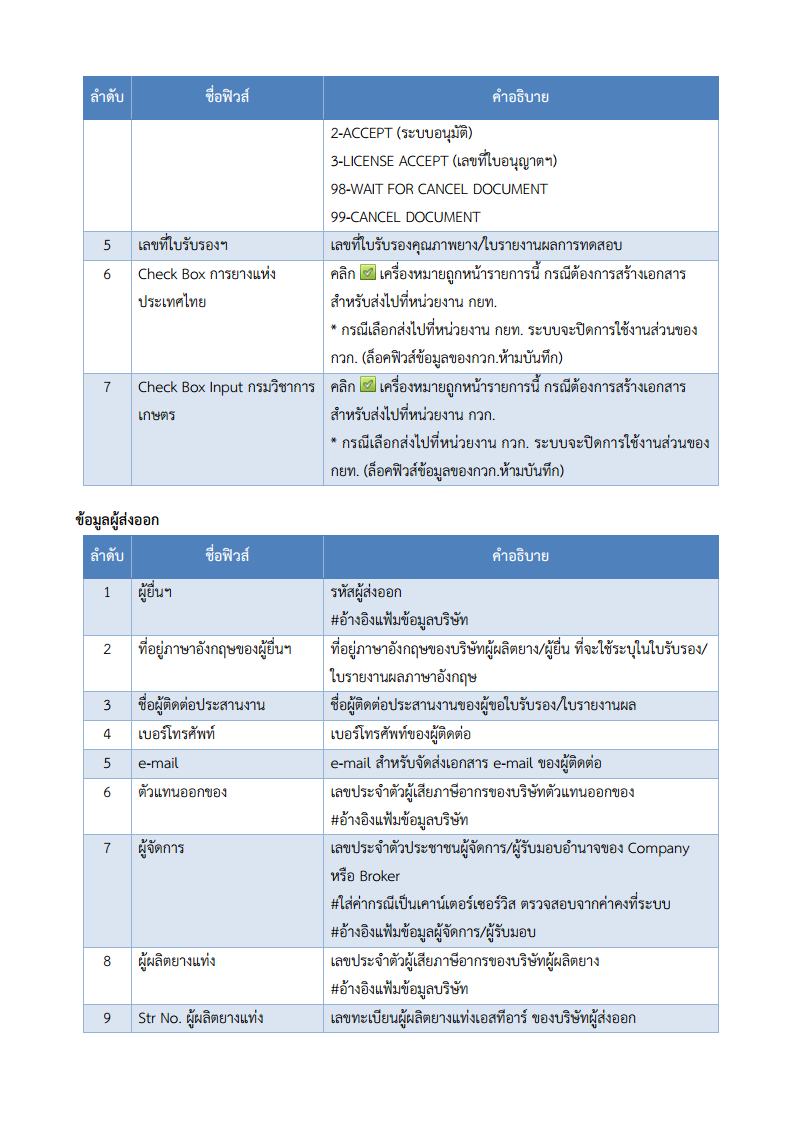 ลำดับ ชื่อฟิวส์ คำอธิบาย
2-ACCEPT (ระบบอนุมัติ)
3-LICENSE ACCEPT (เลขที่ใบอนุญาตฯ)
98-WAIT FOR CANCEL DOCUMENT
99-CANCEL DOCUMENT
5 เลขที่ใบรับรองฯ เลขที่ใบรับรองคุณภาพยาง/ใบรายงานผลการทดสอบ
6 Check Box การยางแห่ง คลิก เครื่องหมายถูกหน้ารายการนี้ กรณีต้องการสร้างเอกสาร
ประเทศไทย สำหรับส่งไปที่หน่วยงาน กยท.
* กรณีเลือกส่งไปที่หน่วยงาน กยท. ระบบจะปิดการใช้งานส่วนของ
กวก. (ล็อคฟิวส์ข้อมูลของกวก.ห้ามบันทึก)
7 Check Box Input กรมวิชาการ คลิก เครื่องหมายถูกหน้ารายการนี้ กรณีต้องการสร้างเอกสาร
เกษตร สำหรับส่งไปที่หน่วยงาน กวก.
* กรณีเลือกส่งไปที่หน่วยงาน กวก. ระบบจะปิดการใช้งานส่วนของ
กยท. (ล็อคฟิวส์ข้อมูลของกวก.ห้ามบันทึก)
ข้อมูลผู้ส่งออก
ลำดับ ชื่อฟิวส์ คำอธิบาย
1 ผู้ยื่นฯ รหัสผู้ส่งออก
#อ้างอิงแฟ้มข้อมูลบริษัท
2 ที่อยู่ภาษาอังกฤษของผู้ยื่นฯ ที่อยู่ภาษาอังกฤษของบริษัทผู้ผลิตยาง/ผู้ยื่น ที่จะใช้ระบุในใบรับรอง/
ใบรายงานผลภาษาอังกฤษ
3 ชื่อผู้ติดต่อประสานงาน ชื่อผู้ติดต่อประสานงานของผู้ขอใบรับรอง/ใบรายงานผล
4 เบอร์โทรศัพท์ เบอร์โทรศัพท์ของผู้ติดต่อ
5 e-mail e-mail สำหรับจัดส่งเอกสาร e-mail ของผู้ติดต่อ
6 ตัวแทนออกของ เลขประจำตัวผู้เสียภาษีอากรของบริษัทตัวแทนออกของ
#อ้างอิงแฟ้มข้อมูลบริษัท
7 ผู้จัดการ เลขประจำตัวประชาชนผู้จัดการ/ผู้รับมอบอำนาจของ Company
หรือ Broker
#ใส่ค่ากรณีเป็นเคาน์เตอร์เซอร์วิส ตรวจสอบจากค่าคงที่ระบบ
#อ้างอิงแฟ้มข้อมูลผู้จัดการ/ผู้รับมอบ
8 ผู้ผลิตยางแท่ง เลขประจำตัวผู้เสียภาษีอากรของบริษัทผู้ผลิตยาง
#อ้างอิงแฟ้มข้อมูลบริษัท
9 Str No. ผู้ผลิตยางแท่ง เลขทะเบียนผู้ผลิตยางแท่งเอสทีอาร์ ของบริษัทผู้ส่งออก